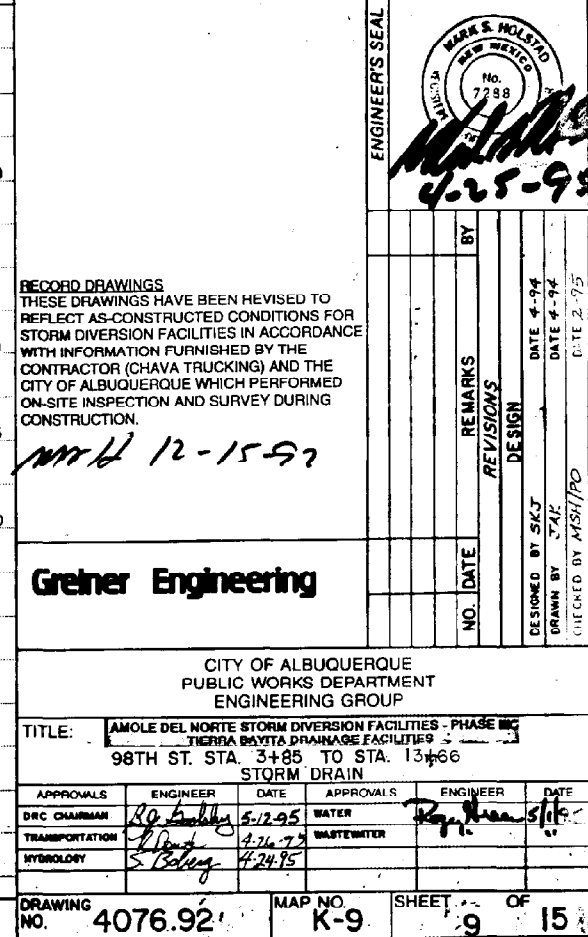 ENGINEER'S SEAL
MARK S. HOLSTAD
NEW MEXICO
No.
7288
4-25-95
RECORD DRAWINGS
THESE DRAWINGS HAVE BEEN REVISED TO
REFLECT AS-CONSTRUCTED CONDITIONS FOR
STORM DIVERSION FACILITIES IN ACCORDANCE
WITH INFORMATION FURNISHED BY THE
CONTRACTOR (CHAVA TRUCKING) AND THE
CITY OF ALBUQUERQUE WHICH PERFORMED
ON-SITE INSPECTION AND SURVEY DURING
CONSTRUCTION.
12-15-97
NO. DATE REMARKS BY
REVISIONS
DESIGN
DESIGNED BY SKJ DATE 4-94
DRAWN BY JAK DATE 4-94
CHECKED BY MSH/PO DATE 2-95
Greiner Engineering
CITY OF ALBUQUERQUE
PUBLIC WORKS DEPARTMENT
ENGINEERING GROUP
TITLE: AMOLE DEL NORTE STORM DIVERSION FACILITIES - PHASE
TIERRA BAYITA DRAINAGE FACILITIES
98TH ST. STA. 3+85 TO STA. 13+66
STORM DRAIN
APPROVALS ENGINEER DATE APPROVALS ENGINEER DATE
DRC CHAIRMAN 5-12-95 WATER
TRANSPORTATION 4-26-95 WASTEWATER "
HYDROLOGY S. Boberg 4-24-95
DRAWING NO. 4076.92 MAP NO. K-9 SHEET 9 OF 15